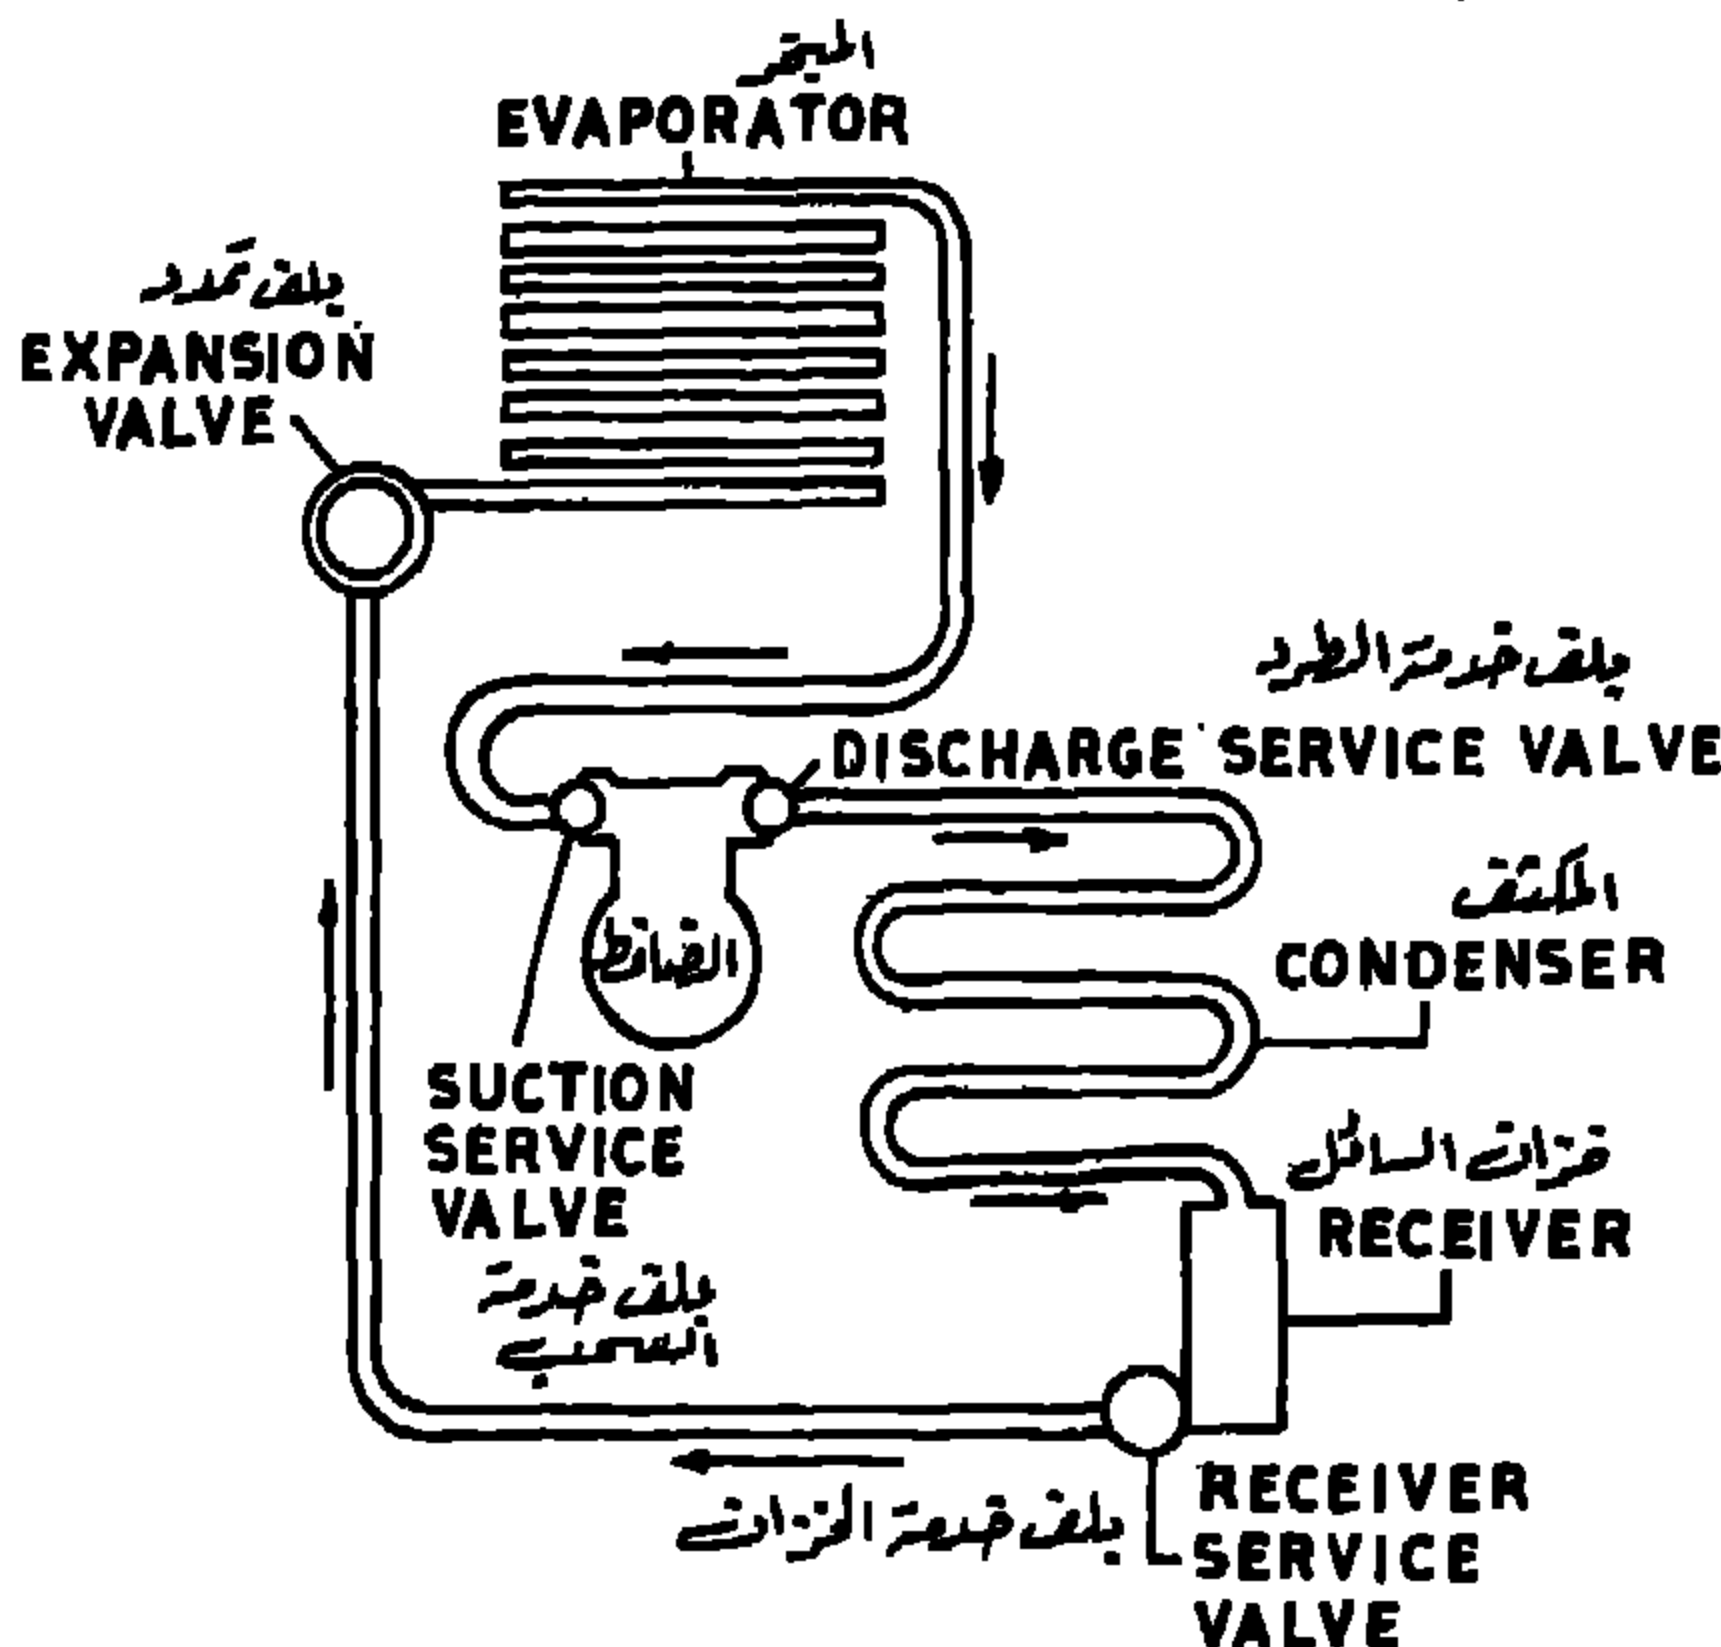 المبخر
EVAPORATOR
بلف تمدد
EXPANSION
VALVE
بلف خدمة الطرد
DISCHARGE SERVICE VALVE
المكثف
CONDENSER
الضاغط
SUCTION
SERVICE
VALVE
بلف خدمة
السحب
خزان السائل
RECEIVER
بلف خدمة الخزان
RECEIVER
SERVICE
VALVE